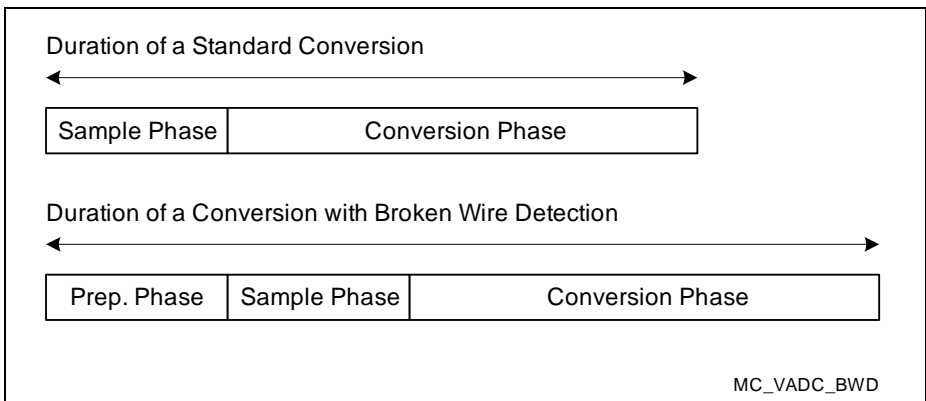 Duration of a Standard Conversion
Sample Phase Conversion Phase
Duration of a Conversion with Broken Wire Detection
Prep. Phase Sample Phase Conversion Phase
MC_VADC_BWD